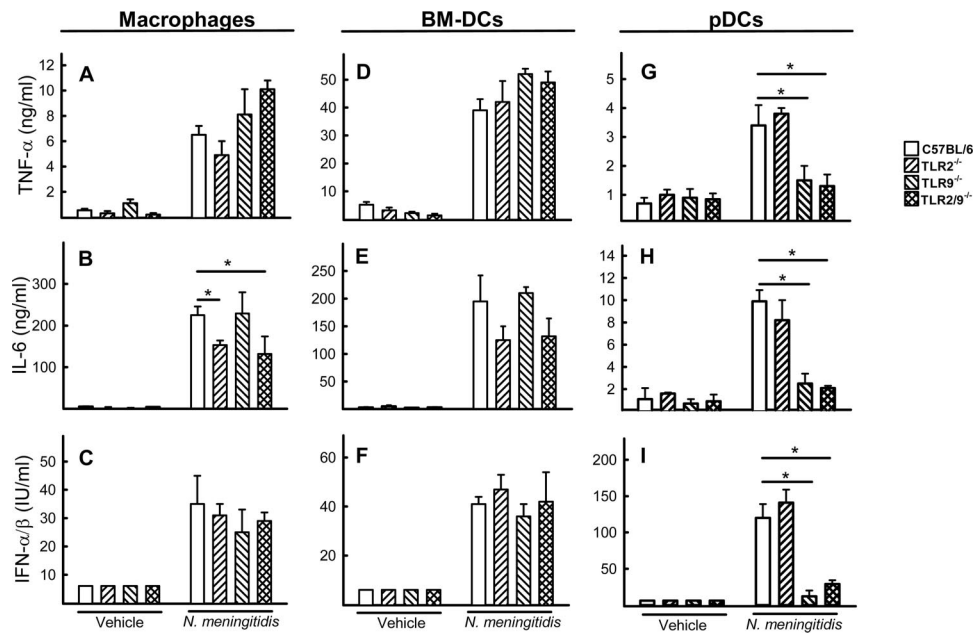 Macrophages
BM-DCs
pDCs
A
TNF-α (ng/ml)
12
10
8
6
4
2
D
50
40
30
20
10
G
5
4
3
2
1
*
*
C57BL/6
TLR2-/-
TLR9-/-
TLR2/9-/-
B
IL-6 (ng/ml)
300
200
100
*
*
E
250
200
150
100
50
H
14
12
10
8
6
4
2
*
*
C
IFN-α/β (IU/ml)
50
40
30
20
10
F
60
40
20
I
200
150
100
50
*
*
Vehicle
N. meningitidis
Vehicle
N. meningitidis
Vehicle
N. meningitidis